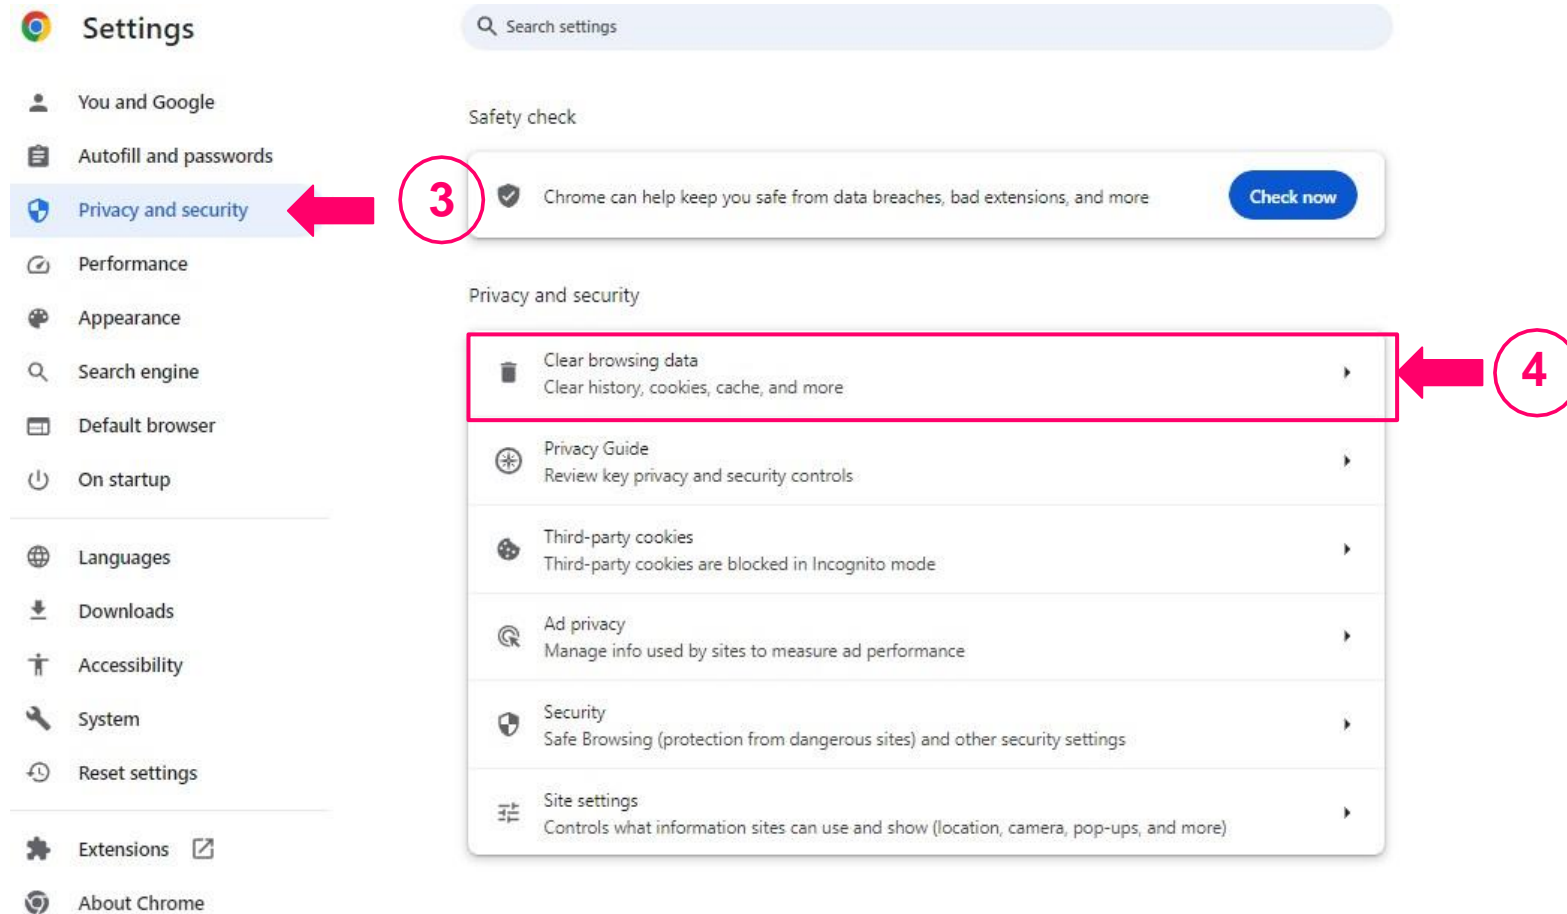 Settings
Search settings
You and Google
Autofill and passwords
Privacy and security
Performance
Appearance
Search engine
Default browser
On startup
Languages
Downloads
Accessibility
System
Reset settings
Extensions
About Chrome
Safety check
3
Chrome can help keep you safe from data breaches, bad extensions, and more
Check now
Privacy and security
Clear browsing data
Clear history, cookies, cache, and more
4
Privacy Guide
Review key privacy and security controls
Third-party cookies
Third-party cookies are blocked in Incognito mode
Ad privacy
Manage info used by sites to measure ad performance
Security
Safe Browsing (protection from dangerous sites) and other security settings
Site settings
Controls what information sites can use and show (location, camera, pop-ups, and more)